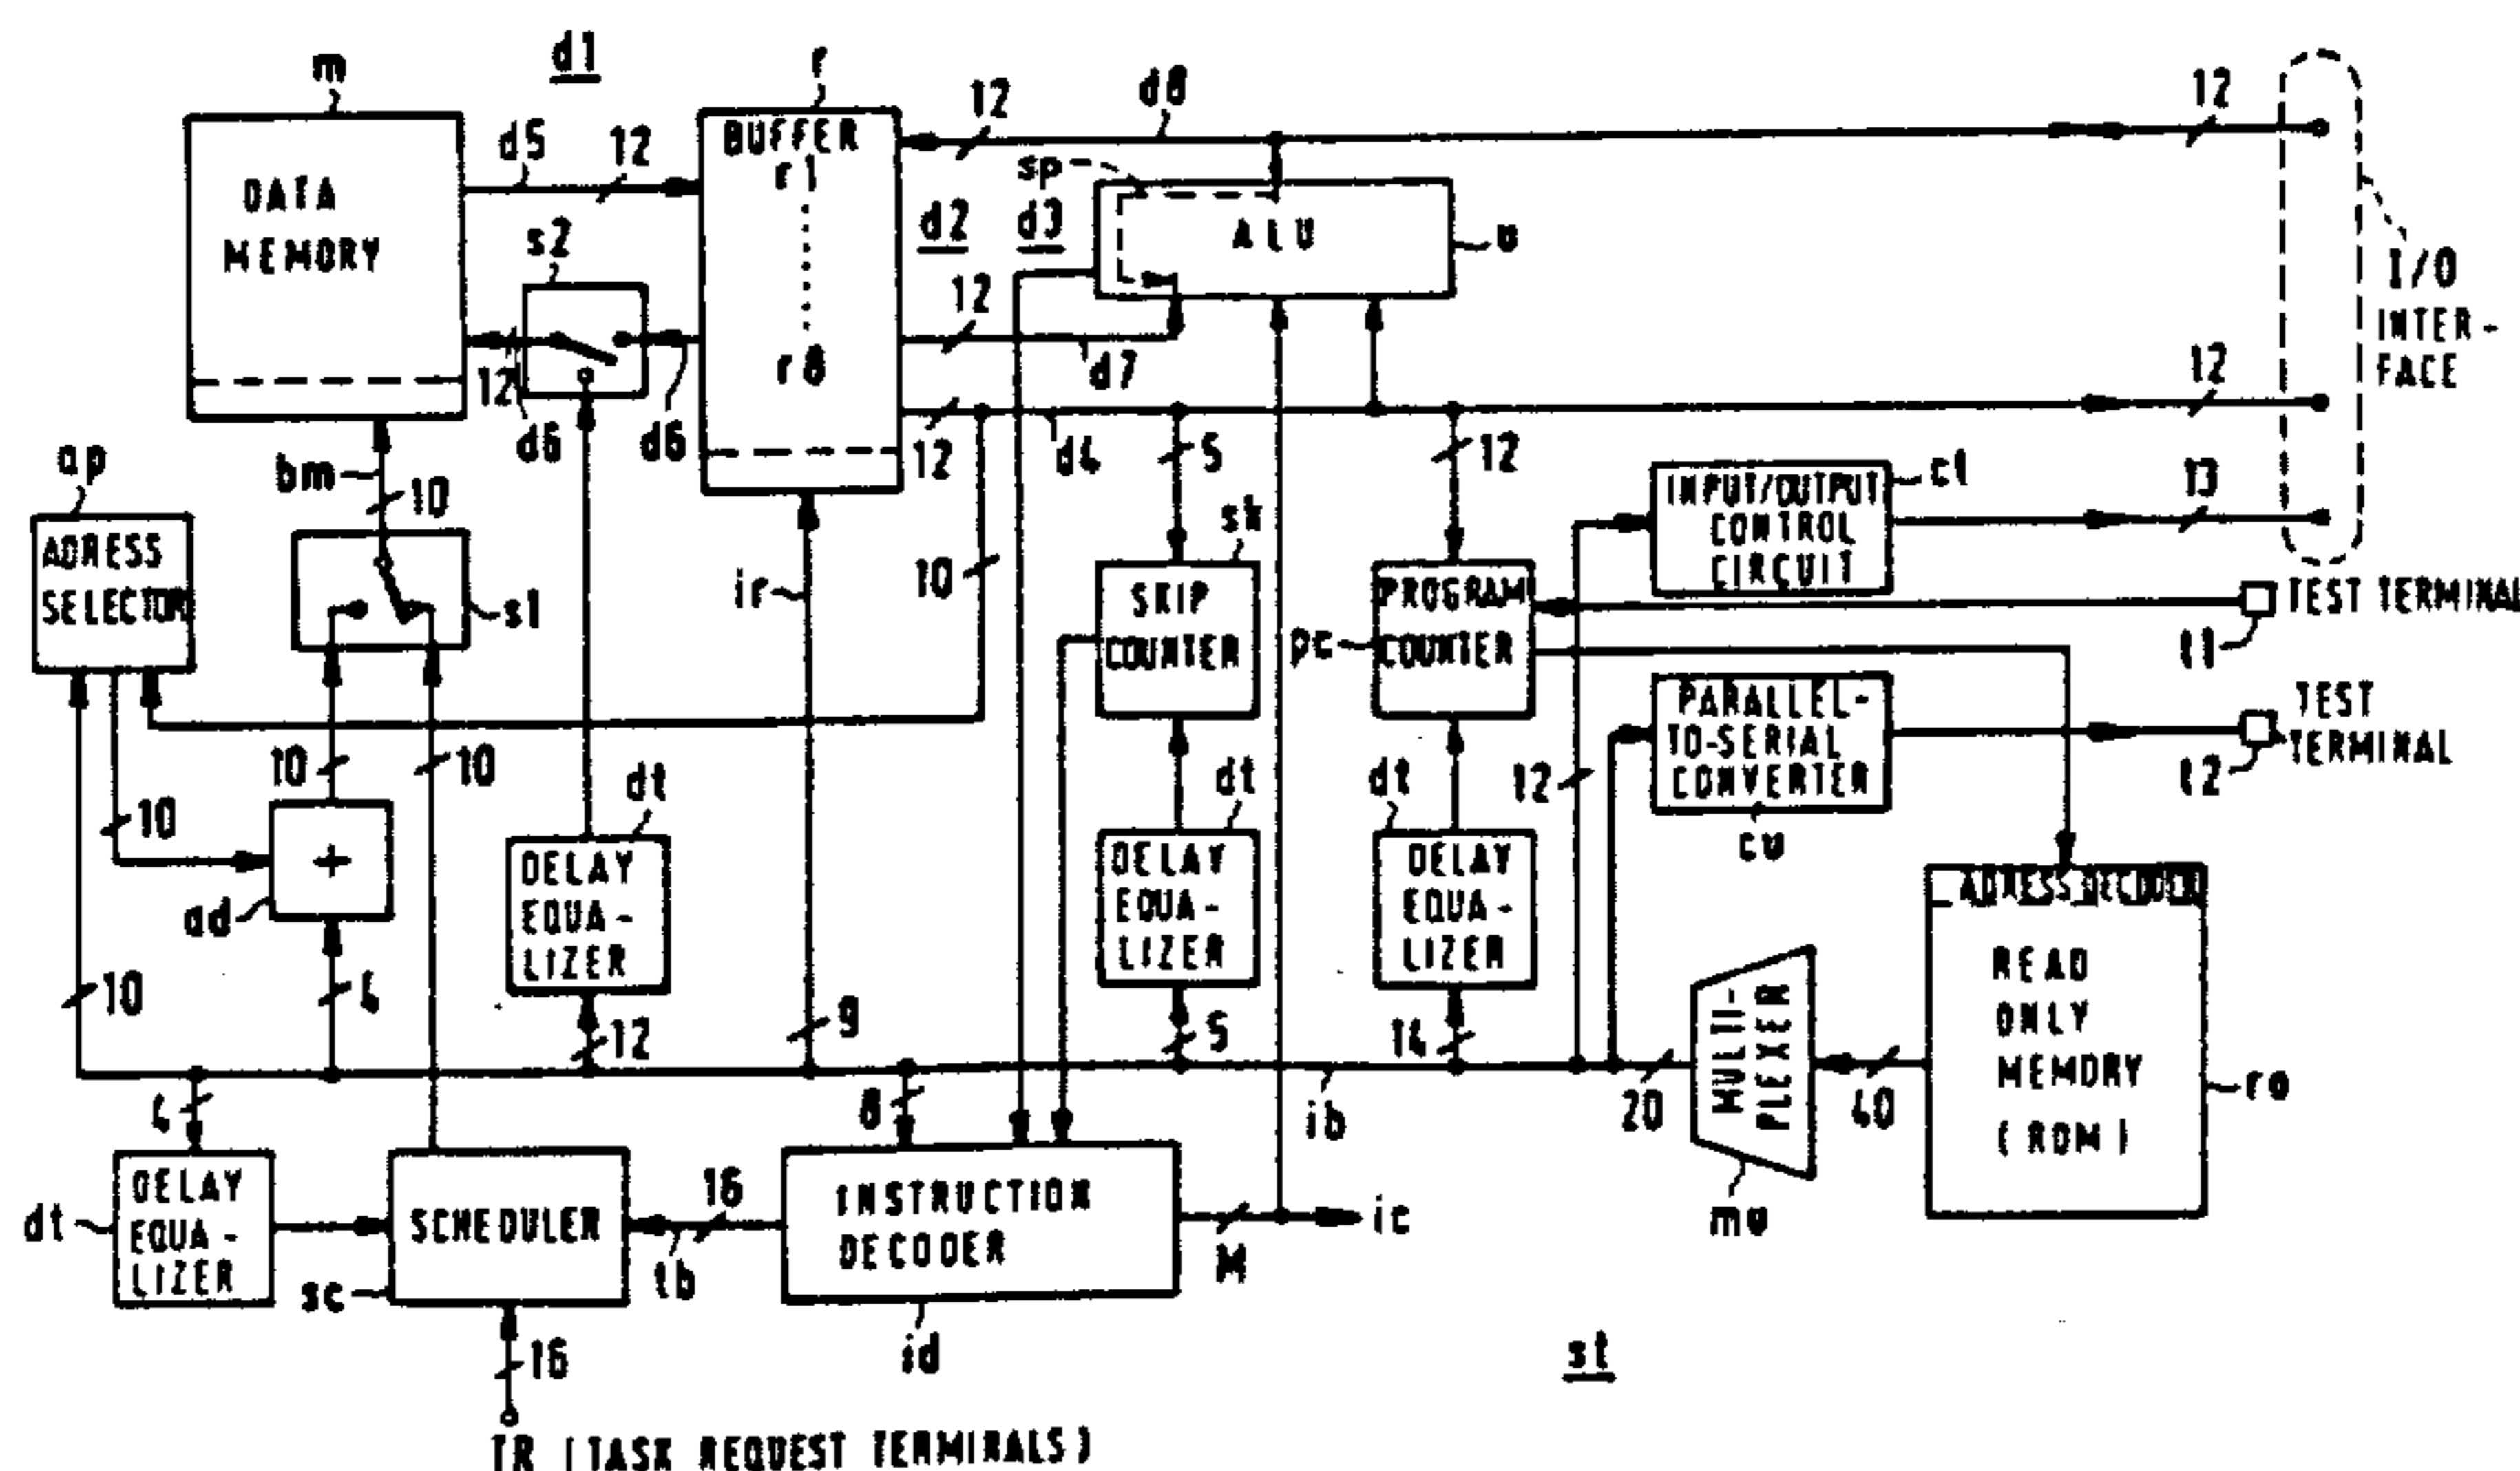 d1
m
r
12
d8
12
d5
12
BUFFER
r1
r8
DATA
MEMORY
s2
sp
d2
d3
ALU
u
12
12
d6
d6
d7
12
d4
I/O
INTER-
FACE
12
ap
bm
10
5
12
INPUT/OUTPUT
CONTROL
CIRCUIT
c1
13
ADRESS
SELECTOR
s1
ir
10
sk
SKIP
COUNTER
pc
PROGRAM
COUNTER
TEST TERMINAL
t1
PARALLEL-
TO-SERIAL
CONVERTER
cv
TEST
TERMINAL
t2
10
10
10
dt
dt
dt
12
+
ad
DELAY
EQUA-
LIZER
DELAY
EQUA-
LIZER
DELAY
EQUA-
LIZER
ADRESS DECODER
READ
ONLY
MEMORY
(ROM)
ro
MULTI-
PLEXER
mu
10
4
12
9
5
14
4
8
ib
20
40
dt
DELAY
EQUA-
LIZER
SCHEDULER
sc
16
tb
INSTRUCTION
DECODER
id
M
ic
16
st
TR (TASK REQUEST TERMINALS)